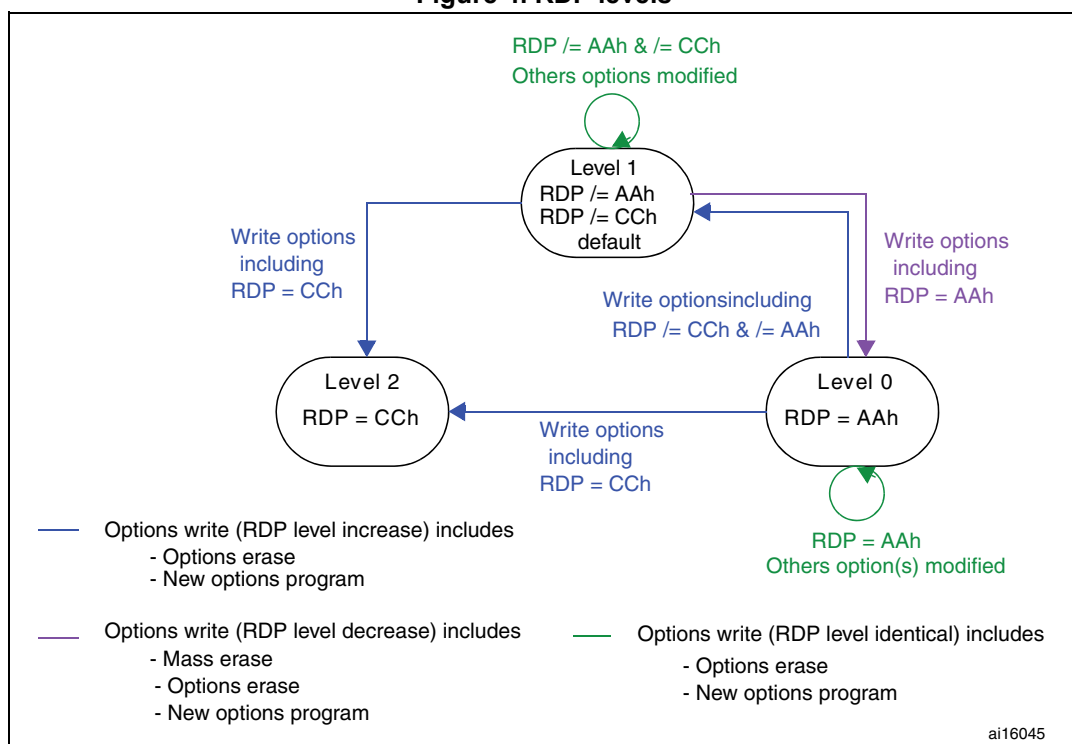 Figure 4. RDP levels
RDP /= AAh & /= CCh
Others options modified
Level 1
RDP /= AAh
RDP /= CCh
default
Write options
including
RDP = CCh
Write options
including
RDP = AAh
Write optionsincluding
RDP /= CCh & /= AAh
Level 2
RDP = CCh
Level 0
RDP = AAh
Write options
including
RDP = CCh
RDP = AAh
Others option(s) modified
Options write (RDP level increase) includes
- Options erase
- New options program
Options write (RDP level decrease) includes
- Mass erase
- Options erase
- New options program
Options write (RDP level identical) includes
- Options erase
- New options program
ai16045